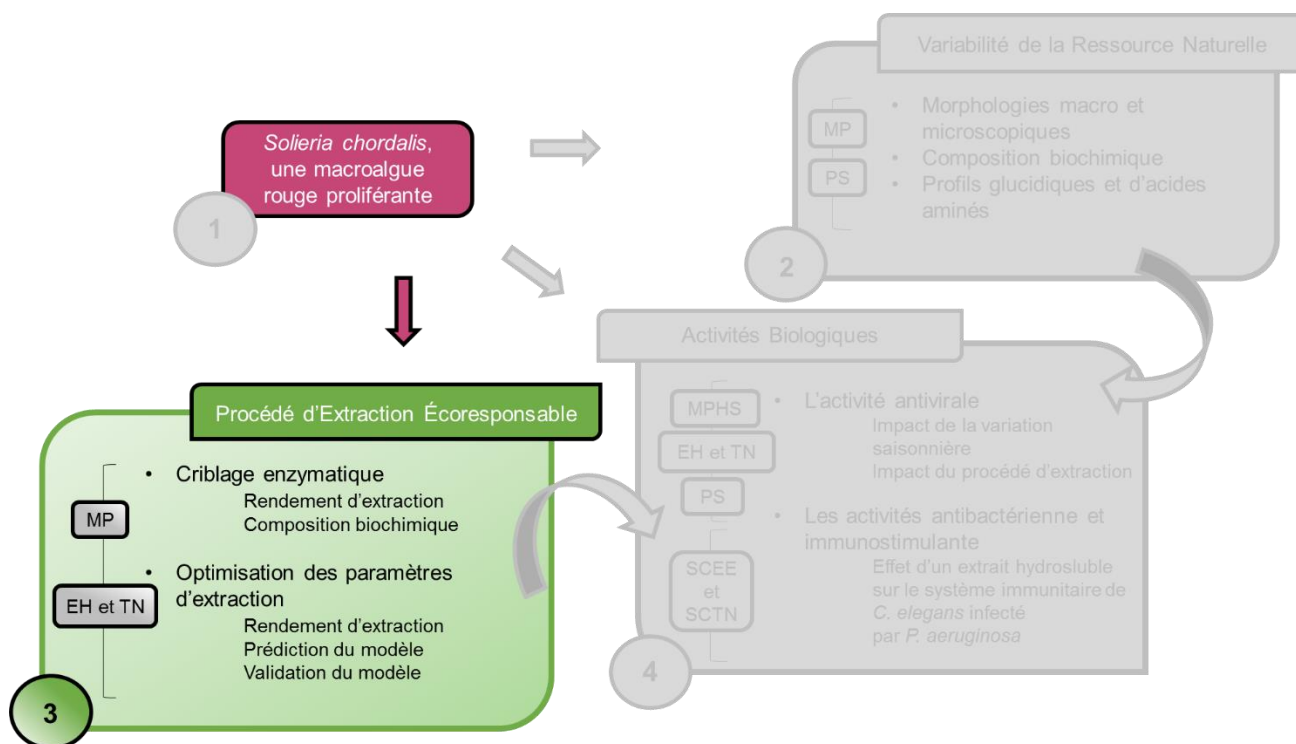 Solieria chordalis,
une macroalgue
rouge proliférante
1
Variabilité de la Ressource Naturelle
MP
PS
• Morphologies macro et
microscopiques
• Composition biochimique
• Profils glucidiques et d'acides
aminés
2
Procédé d'Extraction Écoresponsable
MP
EH et TN
• Criblage enzymatique
Rendement d'extraction
Composition biochimique
• Optimisation des paramètres
d'extraction
Rendement d'extraction
Prédiction du modèle
Validation du modèle
3
Activités Biologiques
MPHS
EH et TN
PS
SCEE
et
SCTN
• L'activité antivirale
Impact de la variation
saisonnière
Impact du procédé d'extraction
• Les activités antibactérienne et
immunostimulante
Effet d'un extrait hydrosluble
sur le système immunitaire de
C. elegans infecté
par P. aeruginosa
4